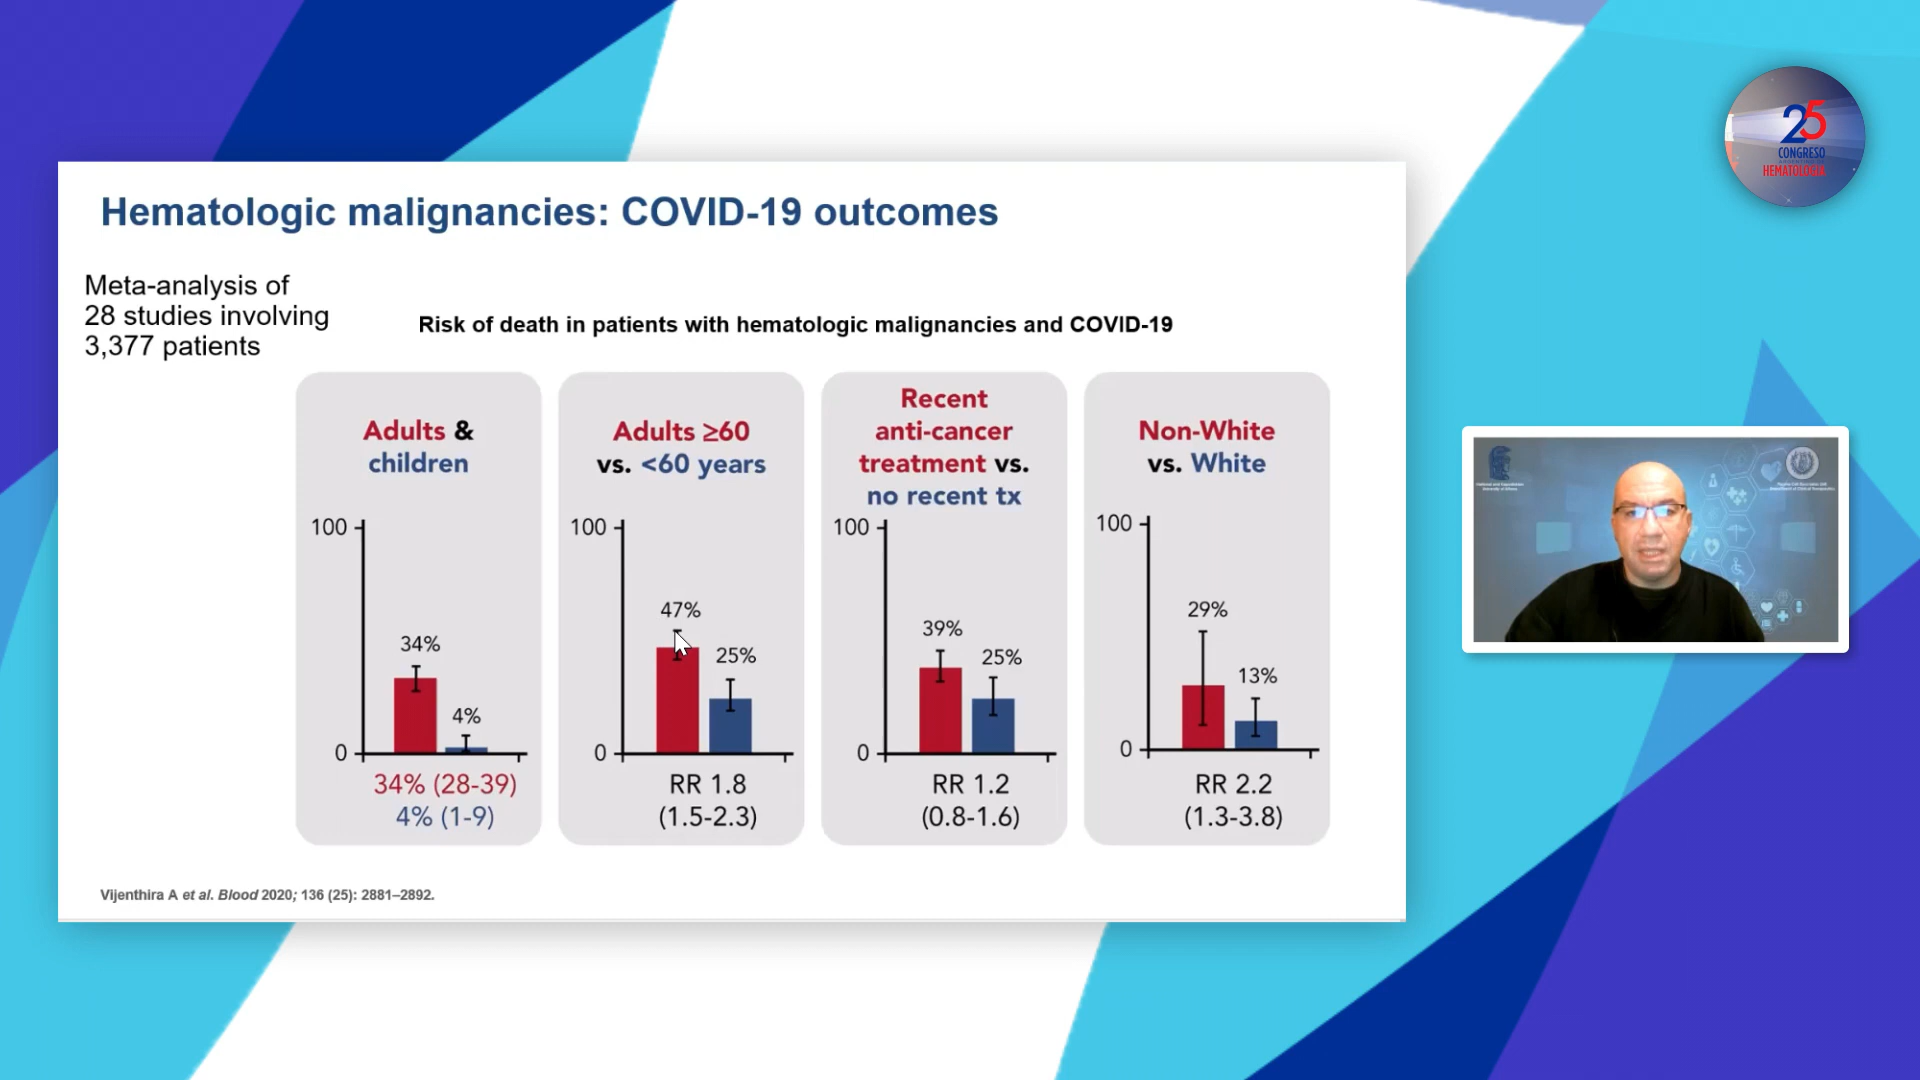 Hematologic malignancies: COVID-19 outcomes
Meta-analysis of
28 studies involving
3,377 patients
Risk of death in patients with hematologic malignancies and COVID-19
Adults &
children
100
34%
4%
0
34% (28-39)
4% (1-9)
Adults ≥60
vs. <60 years
100
47%
25%
0
RR 1.8
(1.5-2.3)
Recent
anti-cancer
treatment vs.
no recent tx
100
39%
25%
0
RR 1.2
(0.8-1.6)
Non-White
vs. White
100
29%
13%
0
RR 2.2
(1.3-3.8)
Vijenthira A et al. Blood 2020; 136 (25): 2881–2892.
25
CONGRESO
HEMATOLOGÍA